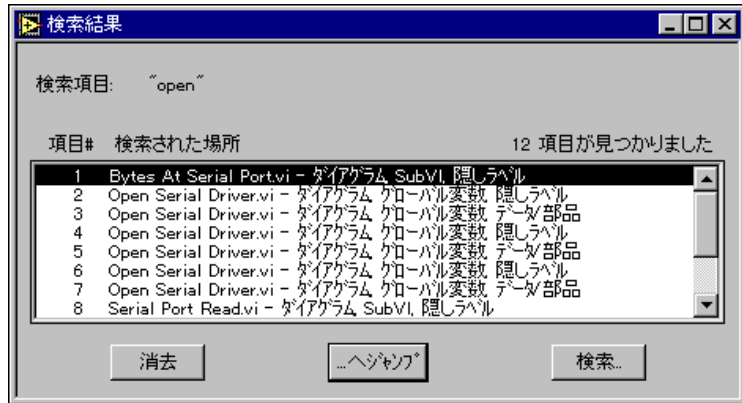 検索結果
検索項目: "open"
項目# 検索された場所 12 項目が見つかりました
1 Bytes At Serial Port.vi - ﾀﾞｲｱｸﾞﾗﾑ, SubVI, 隠しﾗﾍﾞﾙ
2 Open Serial Driver.vi - ﾀﾞｲｱｸﾞﾗﾑ, ｸﾞﾛｰﾊﾞﾙ変数, 隠しﾗﾍﾞﾙ
3 Open Serial Driver.vi - ﾀﾞｲｱｸﾞﾗﾑ, ｸﾞﾛｰﾊﾞﾙ変数, ﾃﾞｰﾀ/部品
4 Open Serial Driver.vi - ﾀﾞｲｱｸﾞﾗﾑ, ｸﾞﾛｰﾊﾞﾙ変数, 隠しﾗﾍﾞﾙ
5 Open Serial Driver.vi - ﾀﾞｲｱｸﾞﾗﾑ, ｸﾞﾛｰﾊﾞﾙ変数, ﾃﾞｰﾀ/部品
6 Open Serial Driver.vi - ﾀﾞｲｱｸﾞﾗﾑ, ｸﾞﾛｰﾊﾞﾙ変数, 隠しﾗﾍﾞﾙ
7 Open Serial Driver.vi - ﾀﾞｲｱｸﾞﾗﾑ, ｸﾞﾛｰﾊﾞﾙ変数, ﾃﾞｰﾀ/部品
8 Serial Port Read.vi - ﾀﾞｲｱｸﾞﾗﾑ, SubVI, 隠しﾗﾍﾞﾙ
消去 ...へｼﾞｬﾝﾌﾟ 検索...